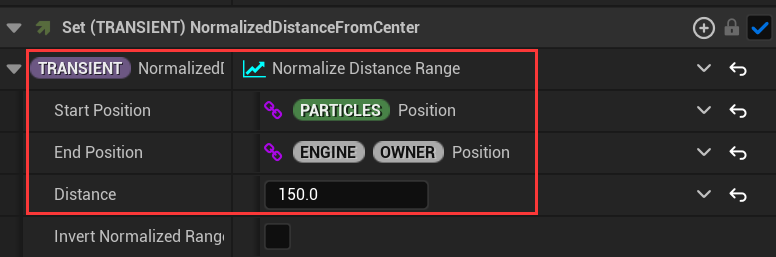 Set (TRANSIENT) NormalizedDistanceFromCenter
TRANSIENT Normalized Normalize Distance Range
Start Position PARTICLES Position
End Position ENGINE OWNER Position
Distance 150.0
Invert Normalized Rang